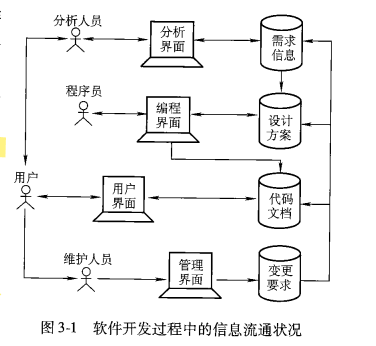 分析人员
分析
界面
需求
信息
程序员
编程
界面
设计
方案
用户
用户
界面
代码
文档
维护人员
管理
界面
变更
要求
图 3-1 软件开发过程中的信息流通状况